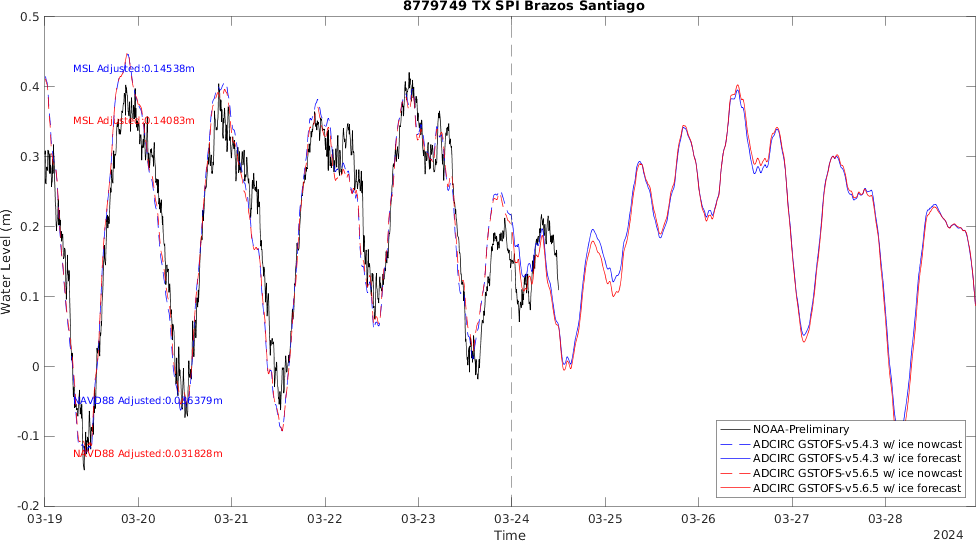 8779749 TX SPI Brazos Santiago
0.5
0.4
0.3
0.2
0.1
0
-0.1
-0.2
Water Level (m)
MSL Adjusted:0.14538m
MSL Adjusted:0.14083m
NAVD88 Adjusted:0.036379m
NAVD88 Adjusted:0.031828m
NOAA-Preliminary
ADCIRC GSTOFS-v5.4.3 w/ ice nowcast
ADCIRC GSTOFS-v5.4.3 w/ ice forecast
ADCIRC GSTOFS-v5.6.5 w/ ice nowcast
ADCIRC GSTOFS-v5.6.5 w/ ice forecast
03-19 03-20 03-21 03-22 03-23 03-24 03-25 03-26 03-27 03-28
Time
2024